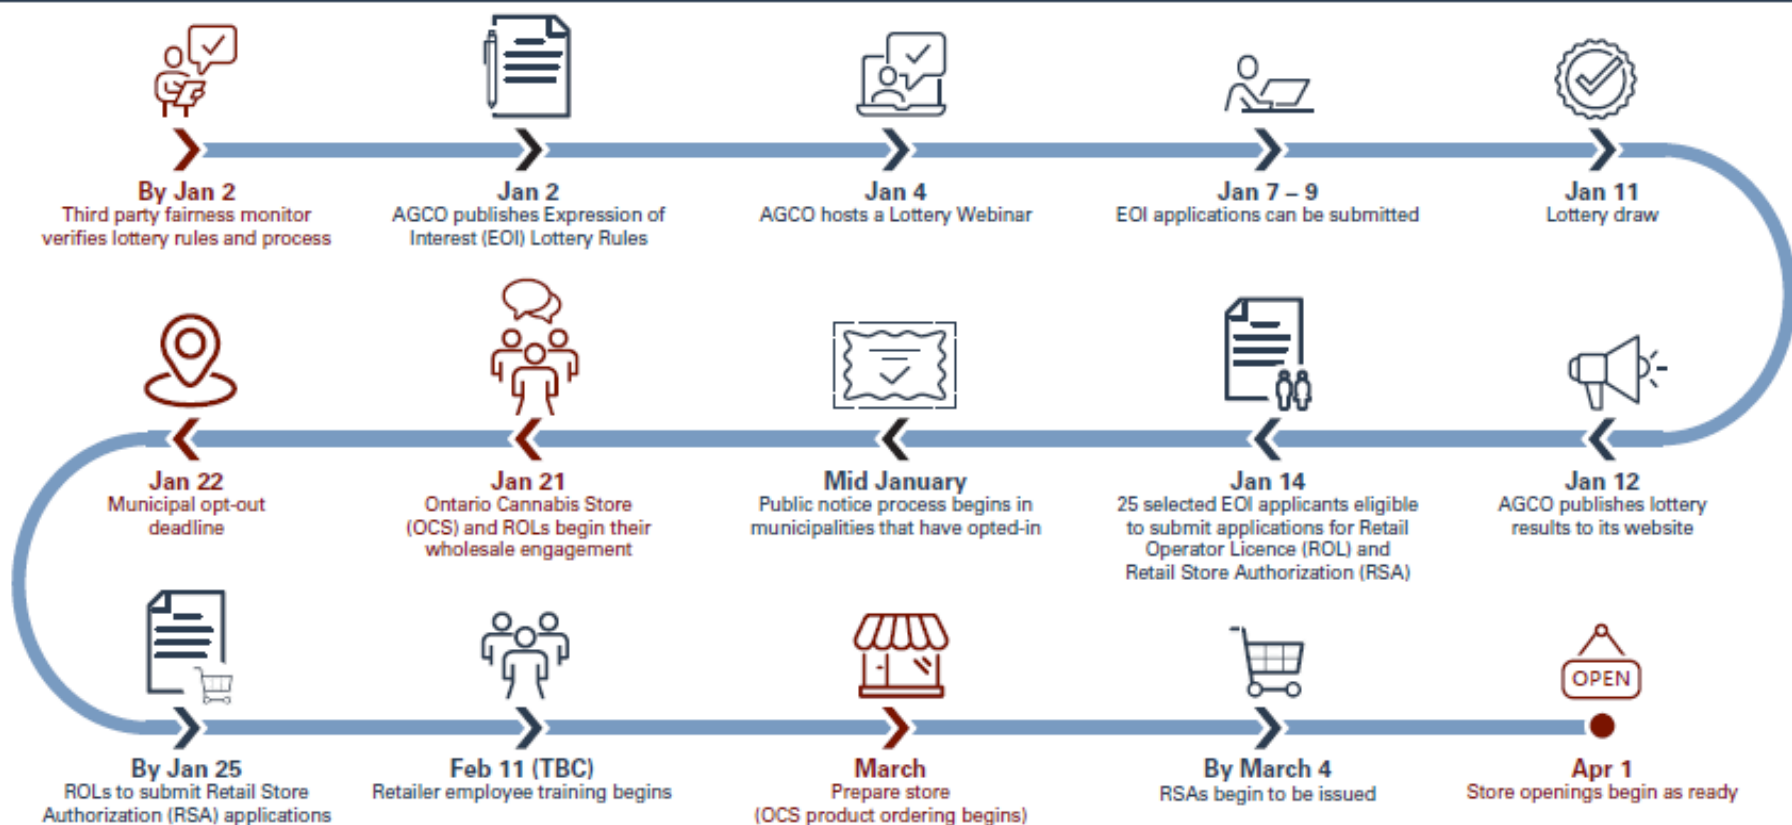 By Jan 2
Third party fairness monitor
verifies lottery rules and process
Jan 2
AGCO publishes Expression of
Interest (EOI) Lottery Rules
Jan 4
AGCO hosts a Lottery Webinar
Jan 7 – 9
EOI applications can be submitted
Jan 11
Lottery draw
Jan 12
AGCO publishes lottery
results to its website
Jan 14
25 selected EOI applicants eligible
to submit applications for Retail
Operator Licence (ROL) and
Retail Store Authorization (RSA)
Mid January
Public notice process begins in
municipalities that have opted-in
Jan 21
Ontario Cannabis Store
(OCS) and ROLs begin their
wholesale engagement
Jan 22
Municipal opt-out
deadline
By Jan 25
ROLs to submit Retail Store
Authorization (RSA) applications
Feb 11 (TBC)
Retailer employee training begins
March
Prepare store
(OCS product ordering begins)
By March 4
RSAs begin to be issued
OPEN
Apr 1
Store openings begin as ready